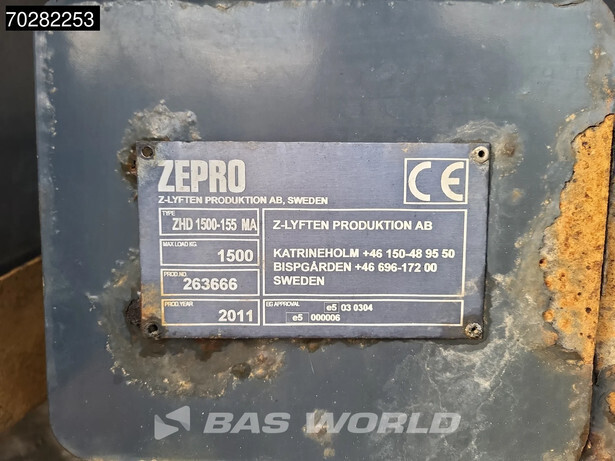 70282253
ZEPRO
Z-LYFTEN PRODUKTION AB, SWEDEN
CE
TYPE
ZHD 1500-155 MA
MAX LOAD KG
1500
PROD.NO
263666
PROD.YEAR
2011
Z-LYFTEN PRODUKTION AB
KATRINEHOLM +46 150-48 95 50
BISPGÅRDEN +46 696-172 00
SWEDEN
EG APPROVAL
e5 03 0304
e5 000006
BAS WORLD